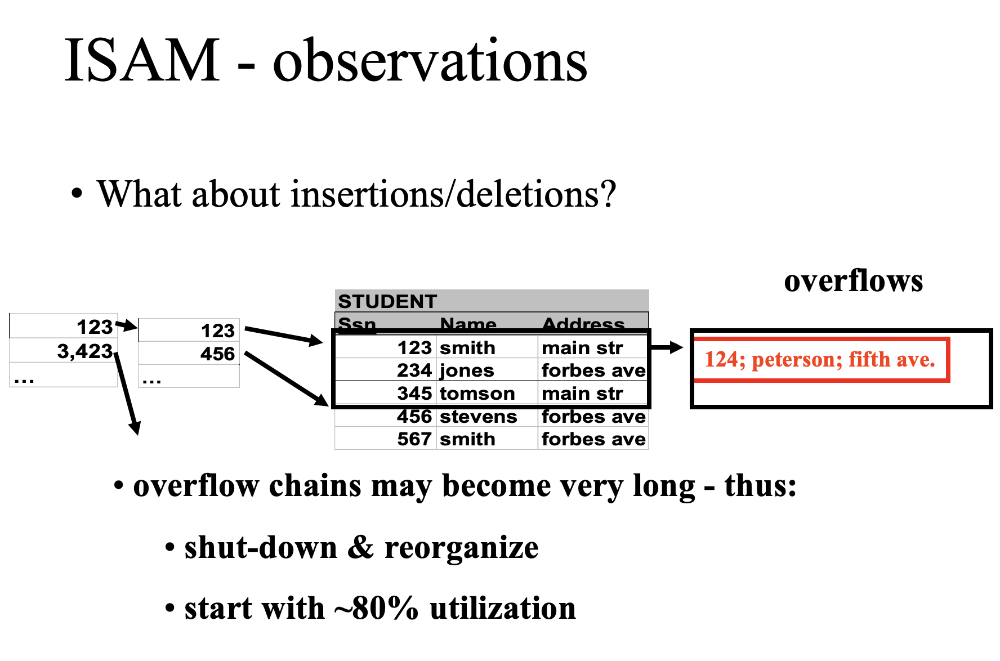 ISAM - observations
• What about insertions/deletions?
overflows
123
3,423
...
123
456
...
STUDENT
Ssn Name Address
123 smith main str
234 jones forbes ave
345 tomson main str
456 stevens forbes ave
567 smith forbes ave
124; peterson; fifth ave.
• overflow chains may become very long - thus:
• shut-down & reorganize
• start with ~80% utilization